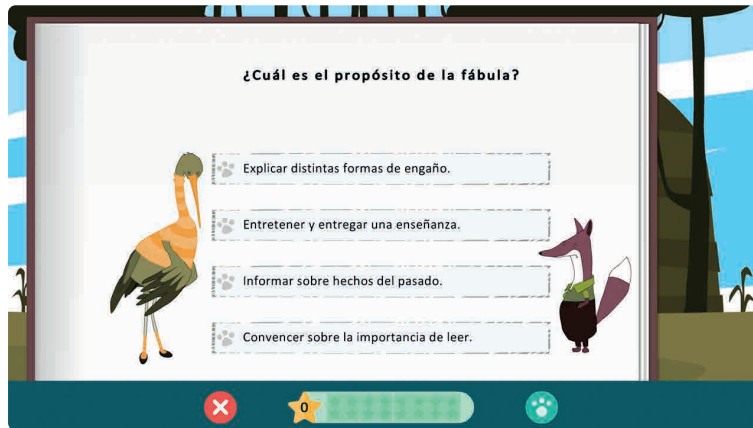 ¿Cuál es el propósito de la fábula?
Explicar distintas formas de engaño.
Entretener y entregar una enseñanza.
Informar sobre hechos del pasado.
Convencer sobre la importancia de leer.
0